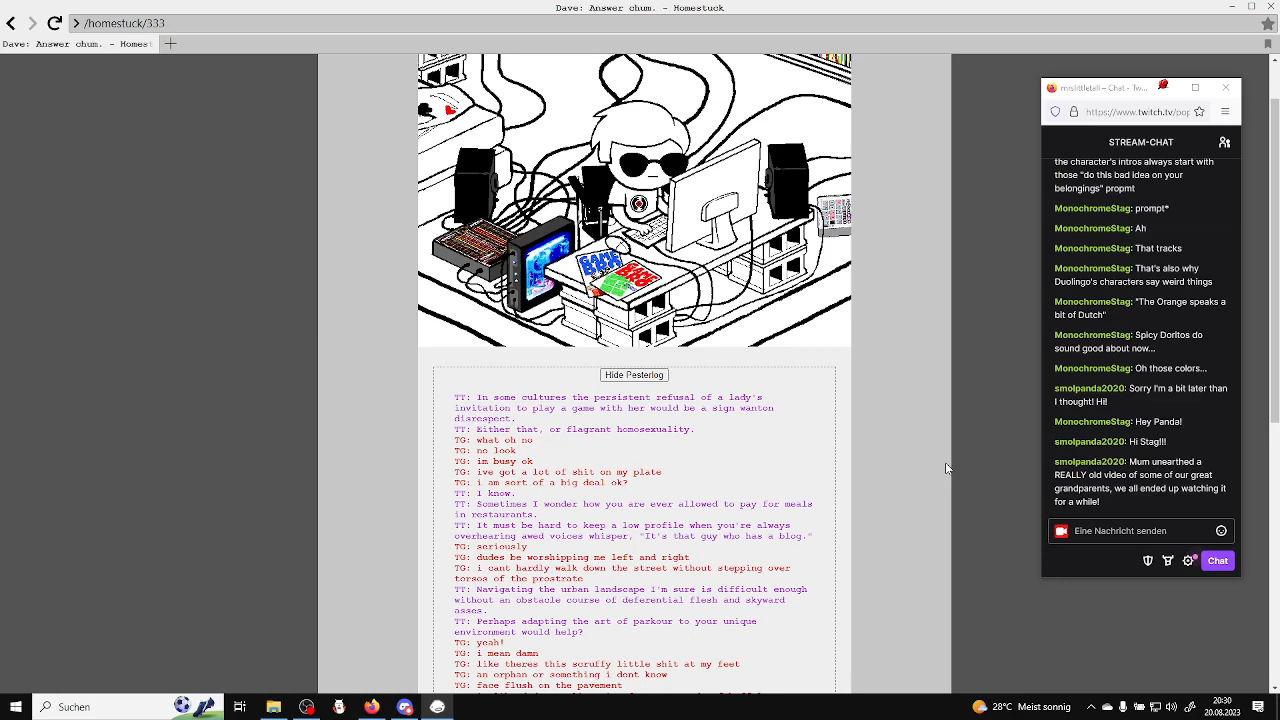 Dave: Answer chum. - Homestuck
/homestuck/333
Dave: Answer chum. - Homest
GAME BRO
GAME BRO
Hide Pesterlog
TT: In some cultures the persistent refusal of a lady's
invitation to play a game with her would be a sign wanton
disrespect.
TT: Either that, or flagrant homosexuality.
TG: what oh no
TG: no look
TG: im busy ok
TG: ive got a lot of shit on my plate
TG: i am sort of a big deal ok?
TT: I know.
TT: Sometimes I wonder how you are ever allowed to pay for meals
in restaurants.
TT: It must be hard to keep a low profile when you're always
overhearing awed voices whisper, "It's that guy who has a blog."
TG: seriously
TG: dudes be worshipping me left and right
TG: i cant hardly walk down the street without stepping over
torsos of the prostrate
TT: Navigating the urban landscape I'm sure is difficult enough
without an obstacle course of deferential flesh and skyward
asses.
TT: Perhaps adapting the art of parkour to your unique
environment would help?
TG: yeah!
TG: i mean damn
TG: like theres this scruffy little shit at my feet
TG: an orphan or something i dont know
TG: face flush on the pavement
mrslittletall – Chat - Tw...
https://www.twitch.tv/pop
STREAM-CHAT
the character's intros always start with
those "do this bad idea on your
belongings" propmt
MonochromeStag: prompt*
MonochromeStag: Ah
MonochromeStag: That tracks
MonochromeStag: That's also why
Duolingo's characters say weird things
MonochromeStag: "The Orange speaks a
bit of Dutch"
MonochromeStag: Spicy Doritos do
sound good about now...
MonochromeStag: Oh those colors...
smolpanda2020: Sorry I'm a bit later than
I thought! Hi!
MonochromeStag: Hey Panda!
smolpanda2020: Hi Stag!!!
smolpanda2020: Mum unearthed a
REALLY old video of some of our great
grandparents, we all ended up watching it
for a while!
Eine Nachricht senden
Chat
Suchen
28°C Meist sonnig
20:30
20.08.2023